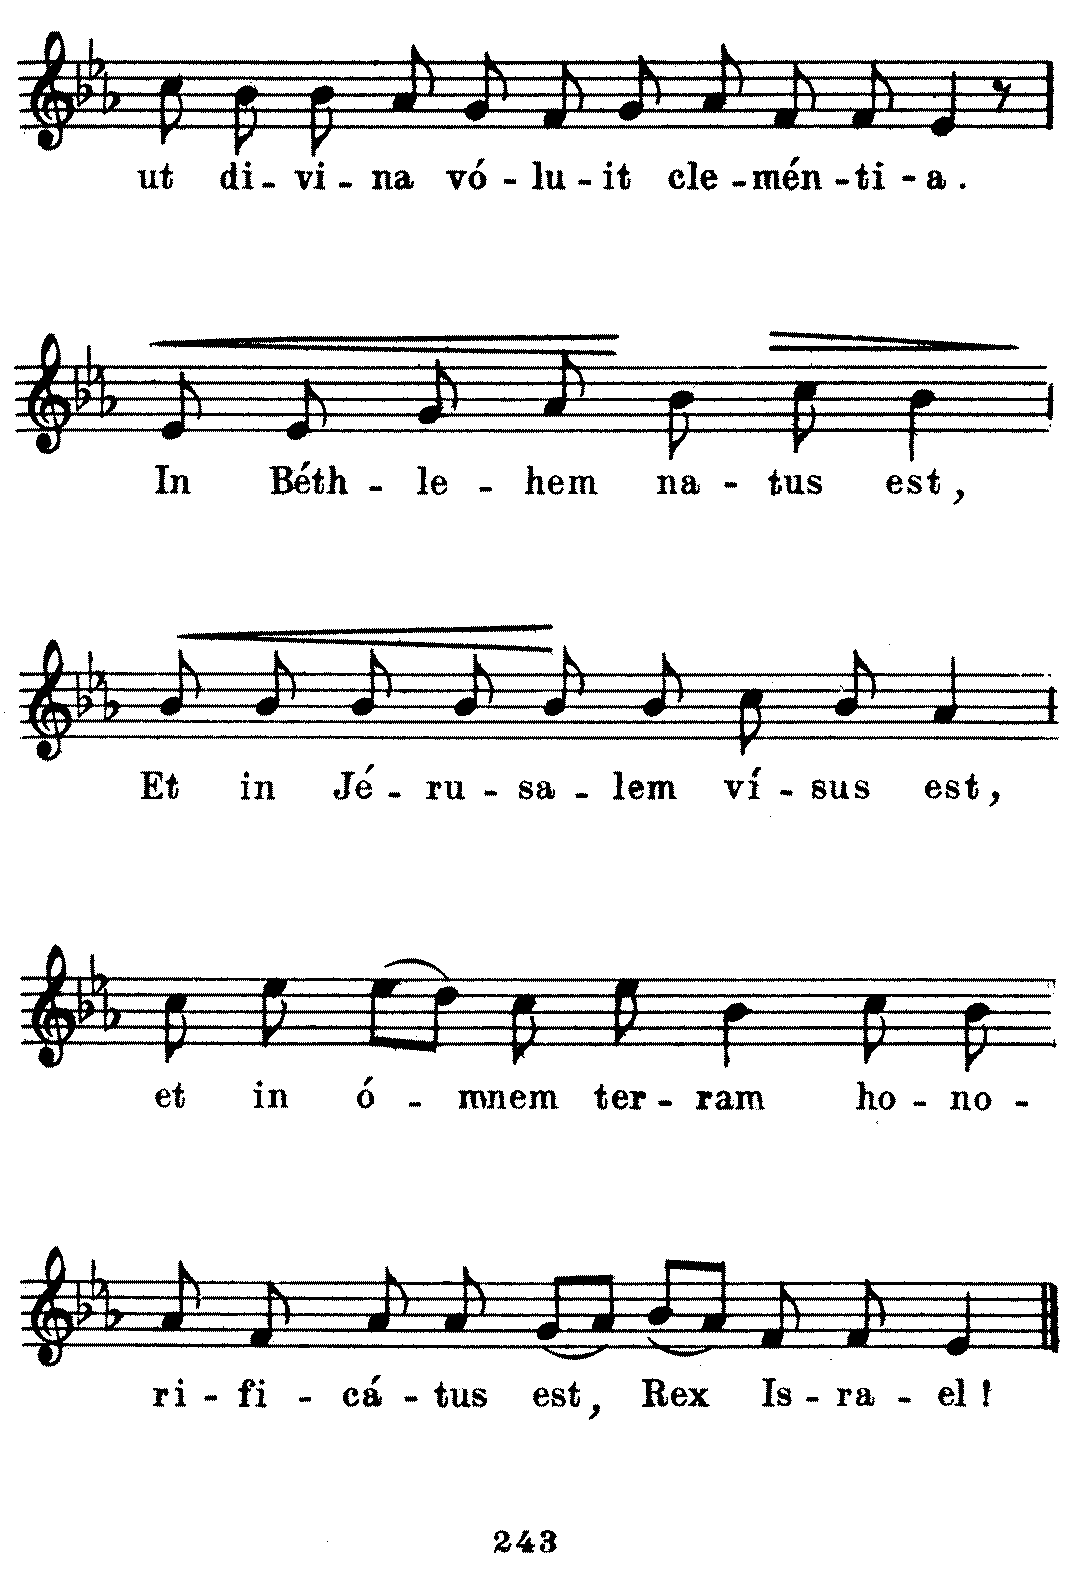 ut di - vi - na vó - lu - it cle - mén - ti - a.
In Béth - le - hem na - tus est,
Et in Jé - ru - sa - lem ví - sus est,
et in ó - mnem ter - ram ho - no -
ri - fi - cá - tus est, Rex Is - ra - el !
243